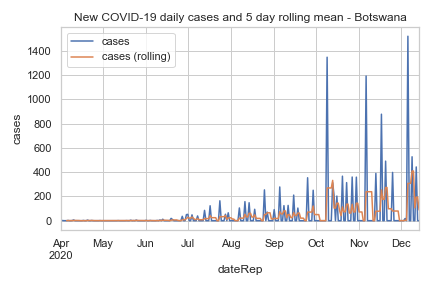 New COVID-19 daily cases and 5 day rolling mean - Botswana
cases
cases (rolling)
1400
1200
1000
800
600
400
200
0
cases
Apr May Jun Jul Aug Sep Oct Nov Dec
2020
dateRep